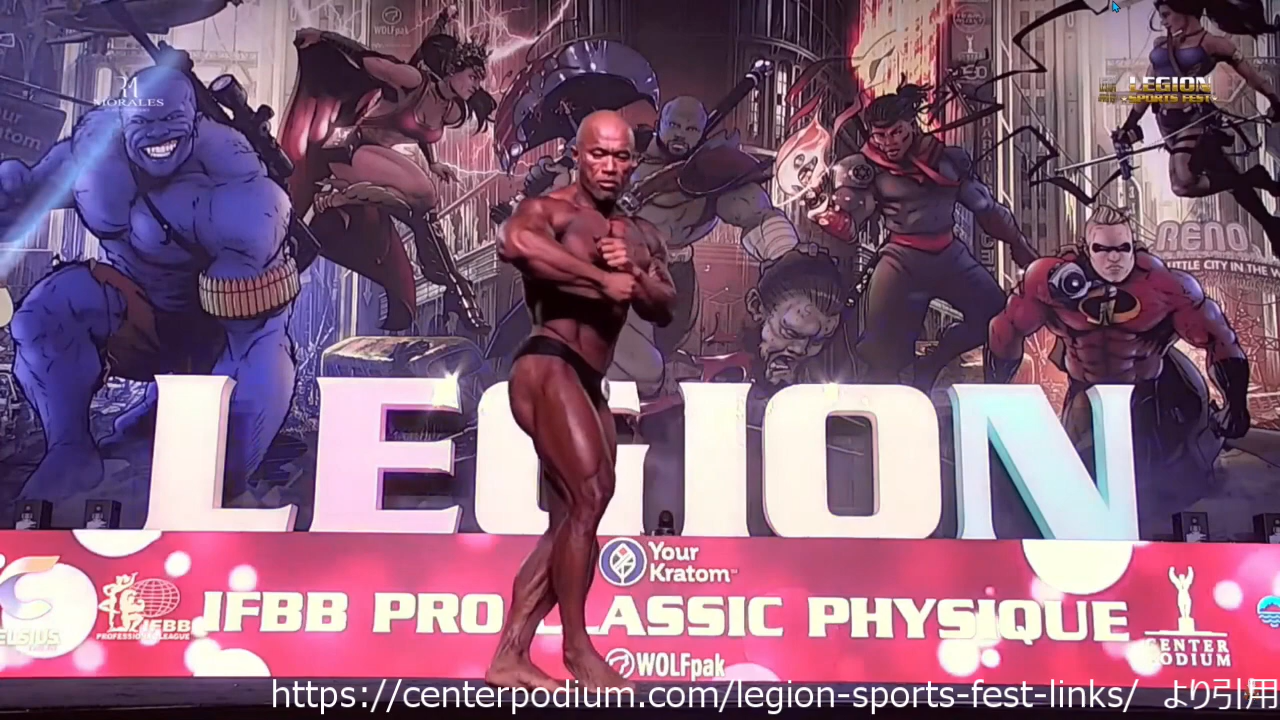 WOLFpak
MORALES
LEGION
SPORTS FEST
RENO
LEGION
Your
Kratom
IFBB PRO CLASSIC PHYSIQUE
IFBB
PROFESSIONAL LEAGUE
CENTER
PODIUM
WOLFpak
https://centerpodium.com/legion-sports-fest-links/ より引用